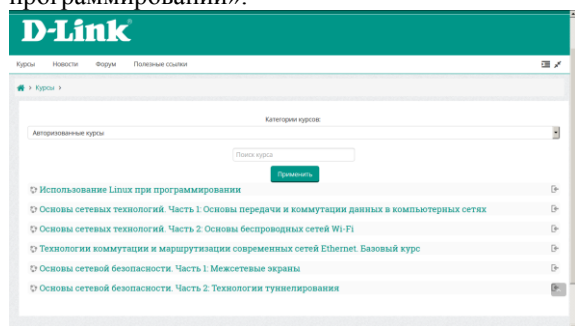 программировании».
D-Link
Курсы Новости Форум Полезные ссылки
Курсы
Категории курсов:
Авторизованные курсы
Поиск курса
Применить
Использование Linux при программировании
Основы сетевых технологий. Часть 1: Основы передачи и коммутации данных в компьютерных сетях
Основы сетевых технологий. Часть 2: Основы беспроводных сетей Wi-Fi
Технологии коммутации и маршрутизации современных сетей Ethernet. Базовый курс
Основы сетевой безопасности. Часть 1: Межсетевые экраны
Основы сетевой безопасности. Часть 2: Технологии туннелирования